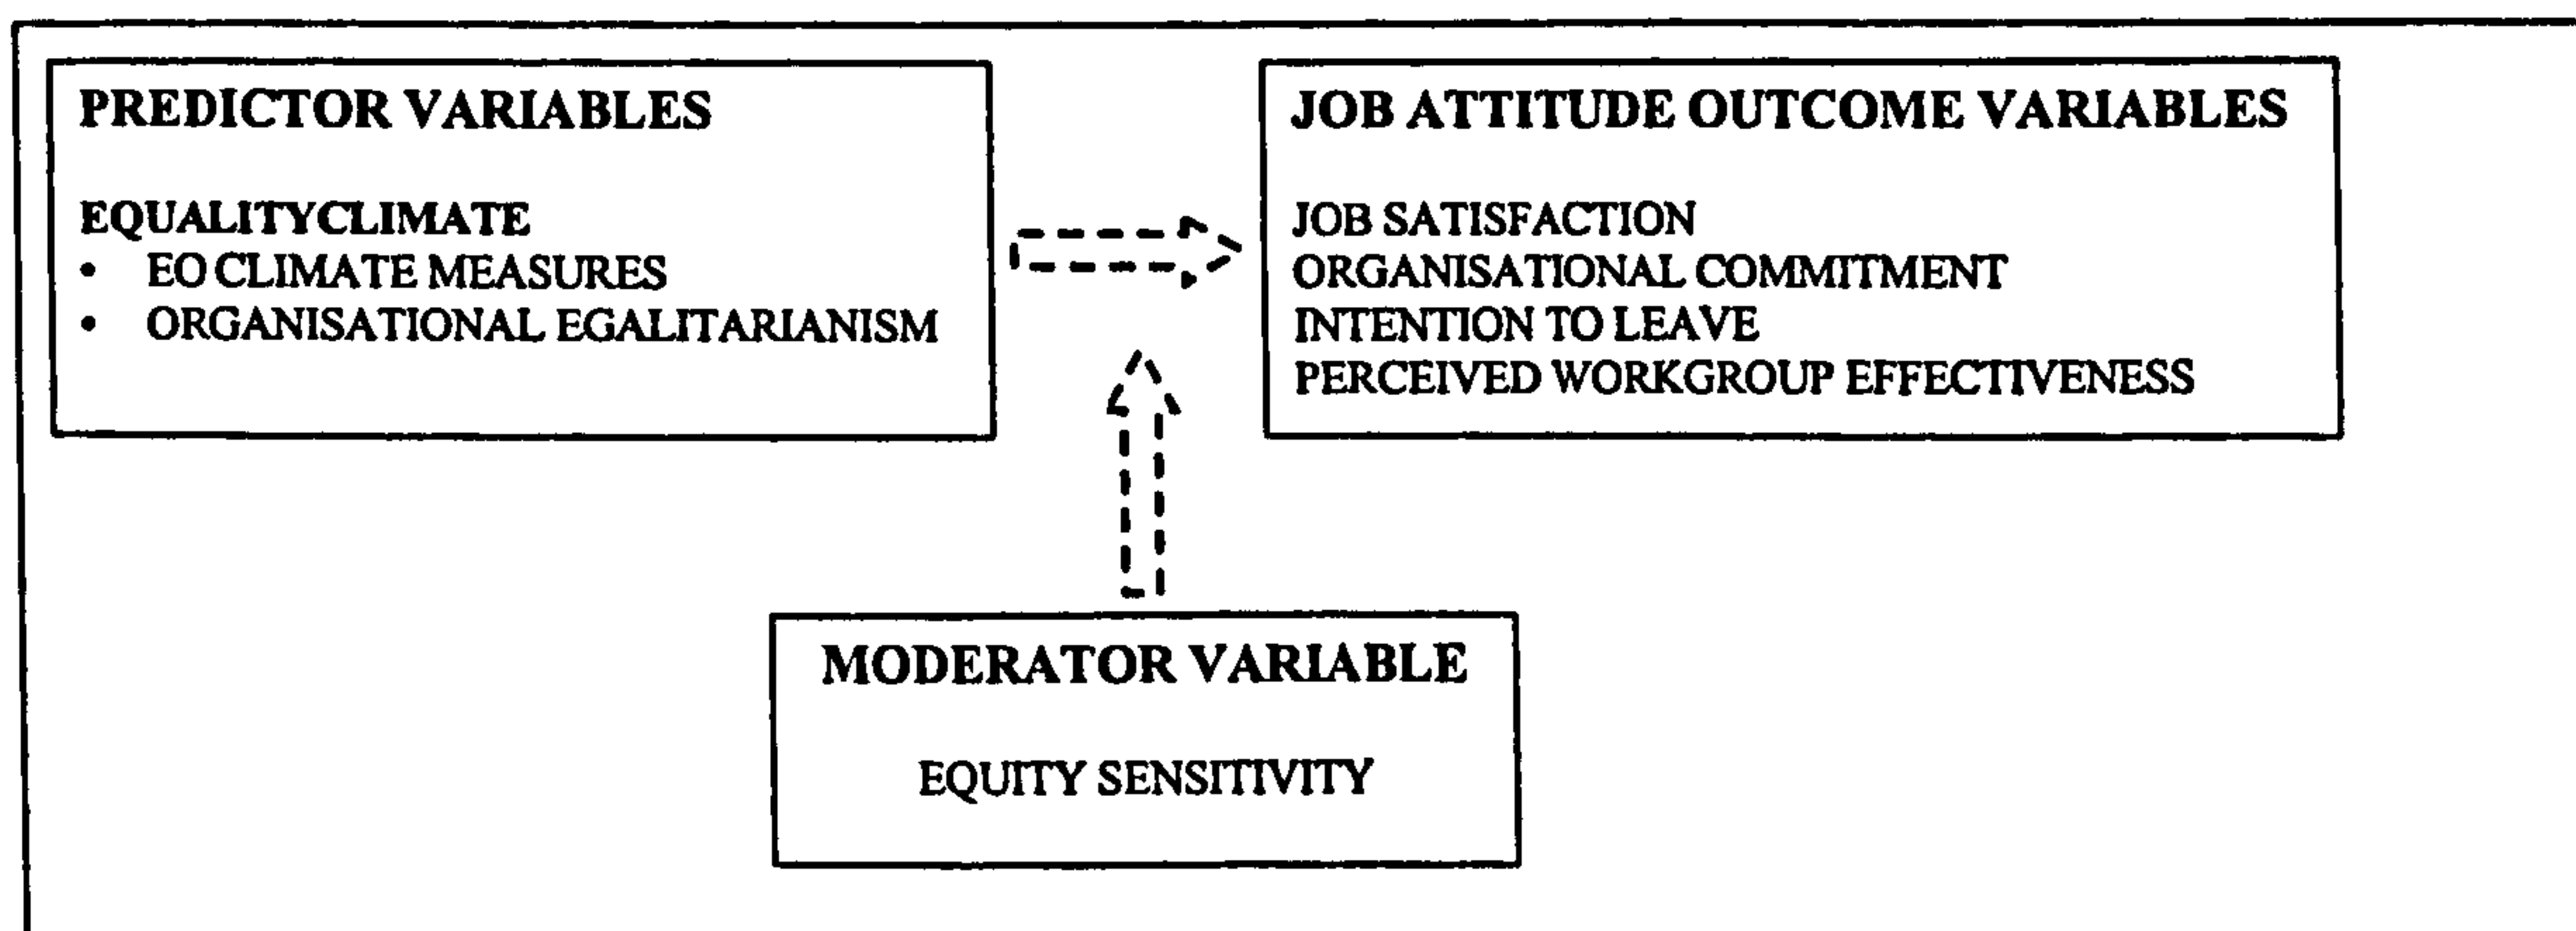 PREDICTOR VARIABLES
EQUALITYCLIMATE
• EO CLIMATE MEASURES
• ORGANISATIONAL EGALITARIANISM
JOB ATTITUDE OUTCOME VARIABLES
JOB SATISFACTION
ORGANISATIONAL COMMITMENT
INTENTION TO LEAVE
PERCEIVED WORKGROUP EFFECTIVENESS
MODERATOR VARIABLE
EQUITY SENSITIVITY